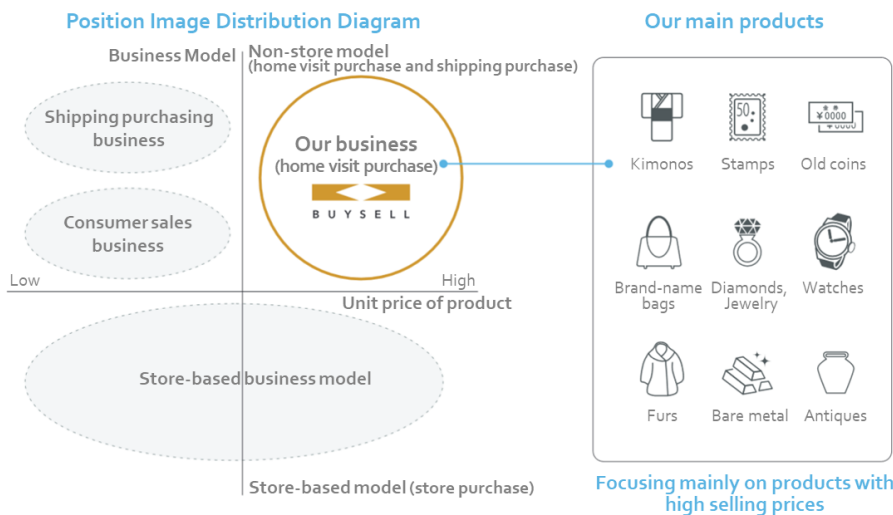 Position Image Distribution Diagram
Business Model
Non-store model
(home visit purchase and shipping purchase)
Shipping purchasing
business
Our business
(home visit purchase)
BUYSELL
Consumer sales
business
Low
High
Unit price of product
Store-based business model
Store-based model (store purchase)
Our main products
50
¥0000
¥0000
Kimonos
Stamps
Old coins
Brand-name
bags
Diamonds,
Jewelry
Watches
Furs
Bare metal
Antiques
Focusing mainly on products with
high selling prices